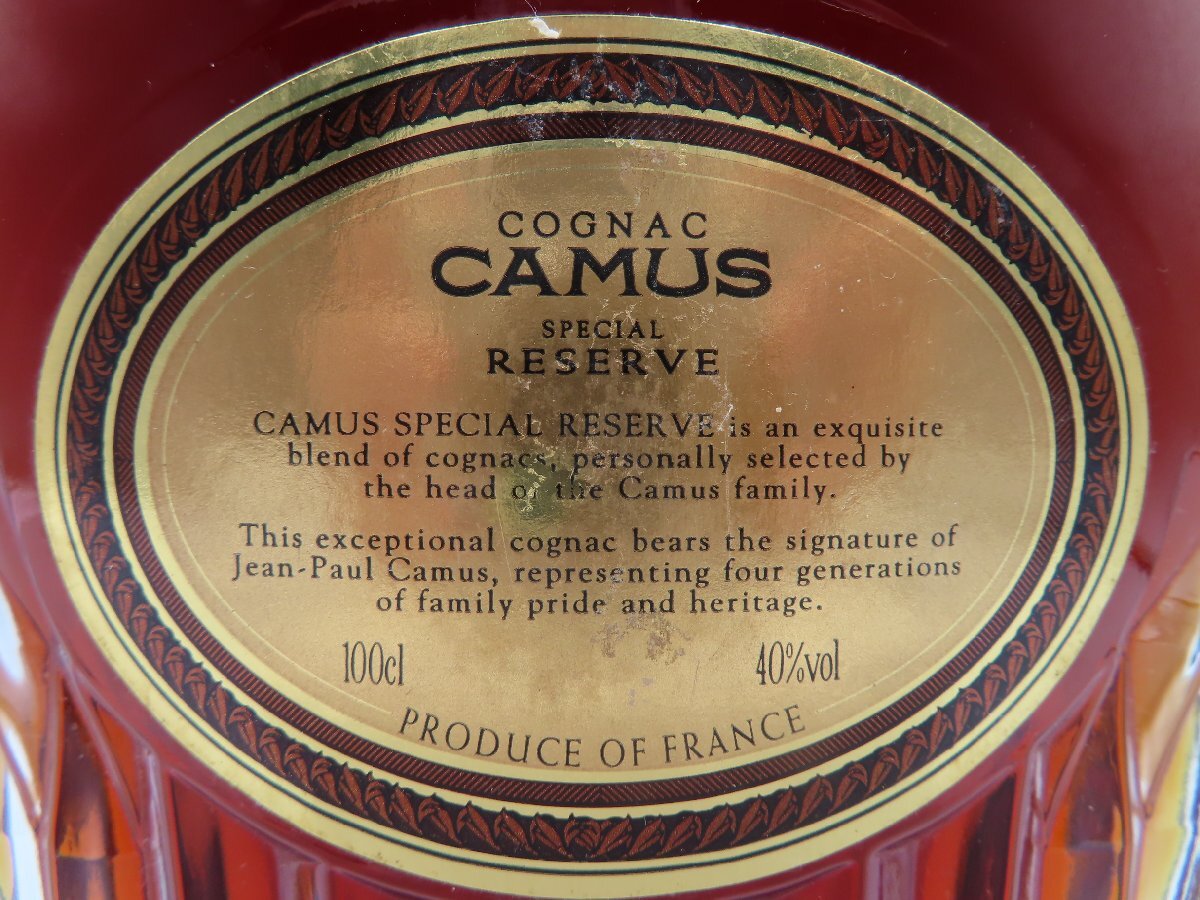 COGNAC
CAMUS
SPECIAL
RESERVE
CAMUS SPECIAL RESERVE is an exquisite
blend of cognacs, personally selected by
the head of the Camus family.
This exceptional cognac bears the signature of
Jean-Paul Camus, representing four generations
of family pride and heritage.
100cl 40%vol
PRODUCE OF FRANCE